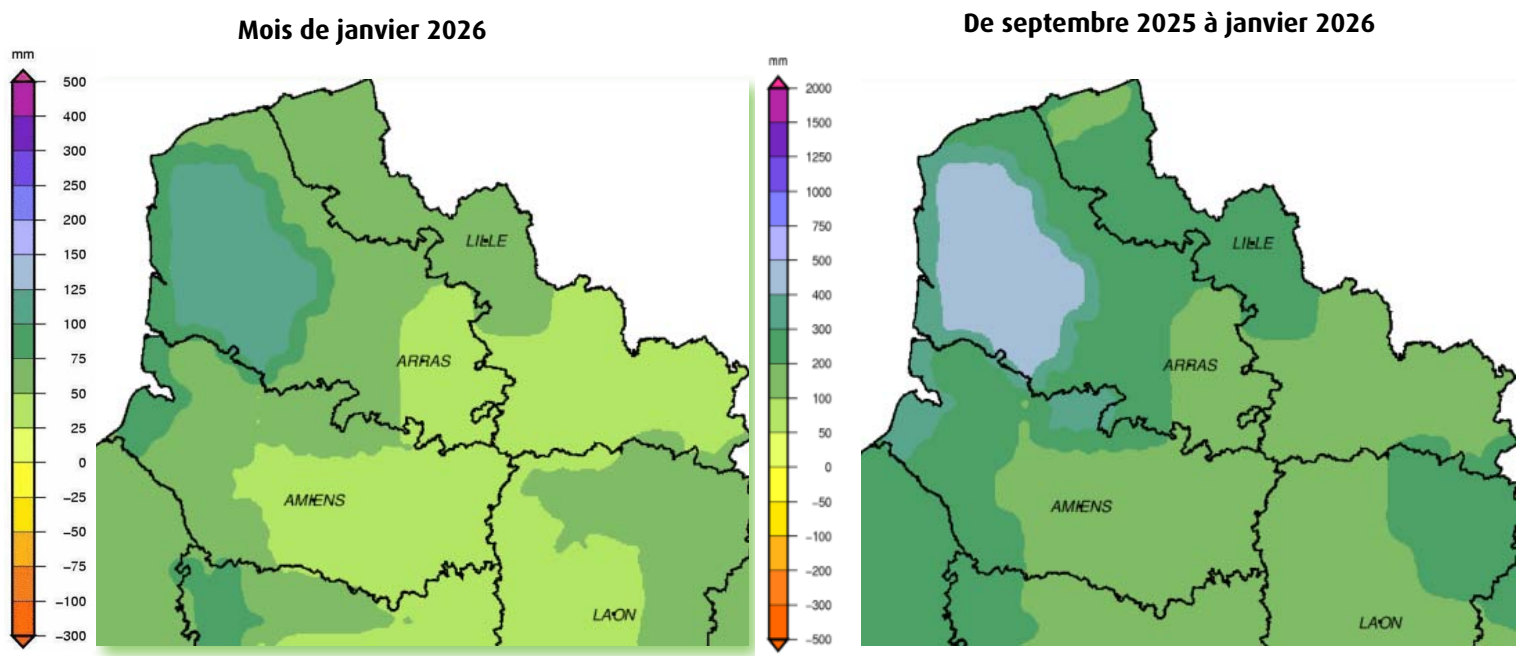 Mois de janvier 2026
De septembre 2025 à janvier 2026
mm
500
400
300
250
200
150
125
100
75
50
25
0
−25
−50
−75
−100
−300
LILLE
ARRAS
AMIENS
LAON
mm
2000
1500
1250
1000
750
500
400
300
200
100
50
0
−50
−100
−200
−300
−500
LILLE
ARRAS
AMIENS
LAON